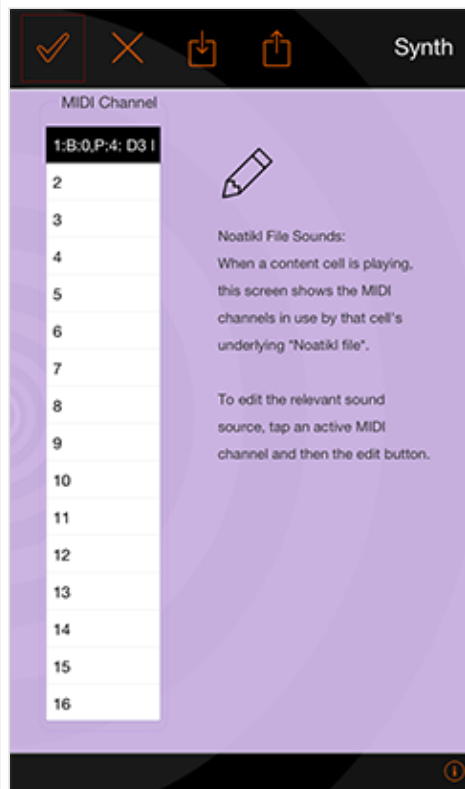 Synth
MIDI Channel
1:B:0,P:4: D3 I
2
3
4
5
6
7
8
9
10
11
12
13
14
15
16
Noatikl File Sounds:
When a content cell is playing,
this screen shows the MIDI
channels in use by that cell's
underlying "Noatikl file".
To edit the relevant sound
source, tap an active MIDI
channel and then the edit button.